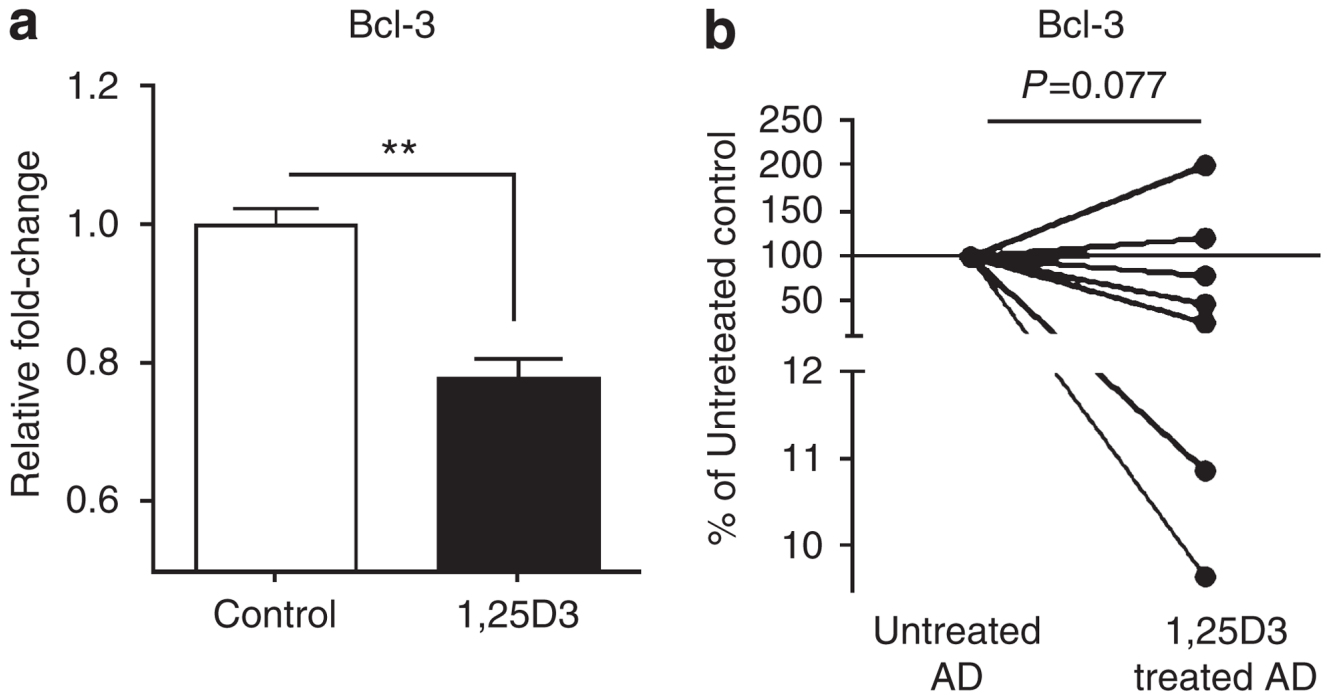 a
Bcl-3
Relative fold-change
1.2
1.0
0.8
0.6
**
Control
1,25D3
b
Bcl-3
P=0.077
% of Untreated control
250
200
150
100
50
12
11
10
Untreated
AD
1,25D3
treated AD